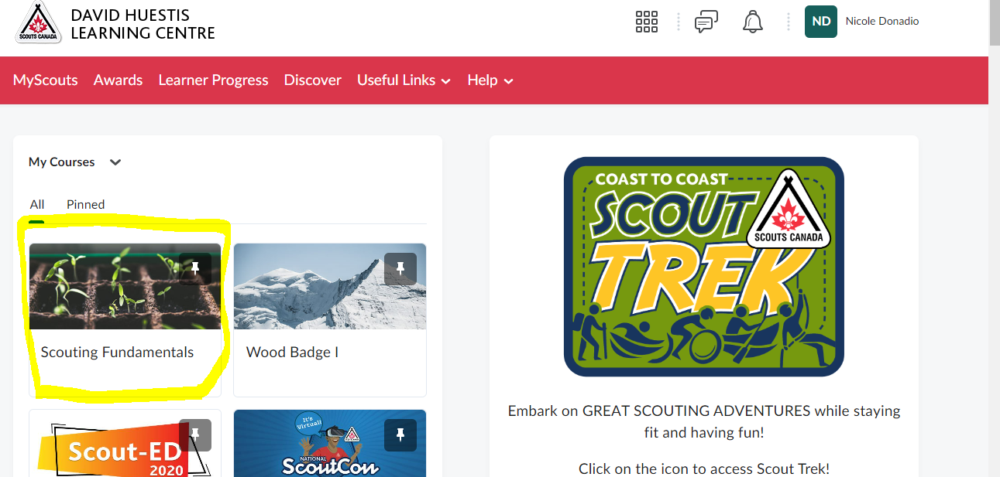 SCOUTS CANADA
DAVID HUESTIS
LEARNING CENTRE
ND
Nicole Donadio
MyScouts
Awards
Learner Progress
Discover
Useful Links
Help
My Courses
All
Pinned
Scouting Fundamentals
Wood Badge I
Scout-ED
2020
It's
Virtual!
NATIONAL
ScoutCon
COAST TO COAST
SCOUT
TREK
SCOUTS CANADA
Embark on GREAT SCOUTING ADVENTURES while staying
fit and having fun!
Click on the icon to access Scout Trek!